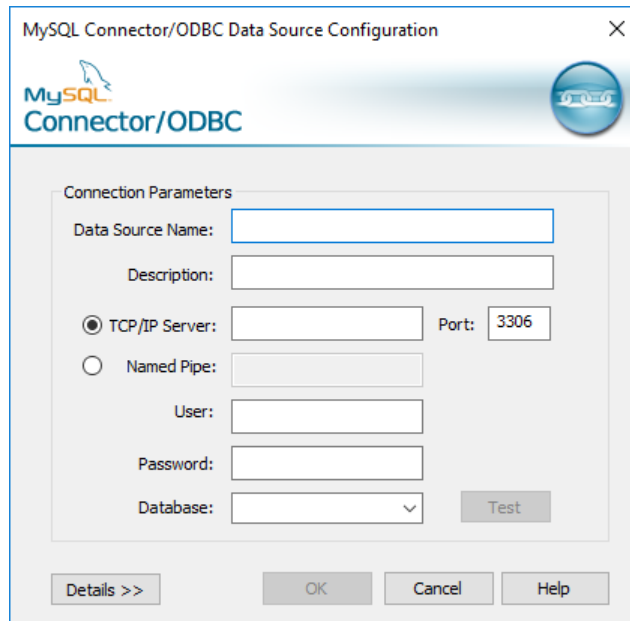 MySQL Connector/ODBC Data Source Configuration
MySQL
Connector/ODBC
Connection Parameters
Data Source Name:
Description:
TCP/IP Server: Port: 3306
Named Pipe:
User:
Password:
Database: Test
Details >> OK Cancel Help